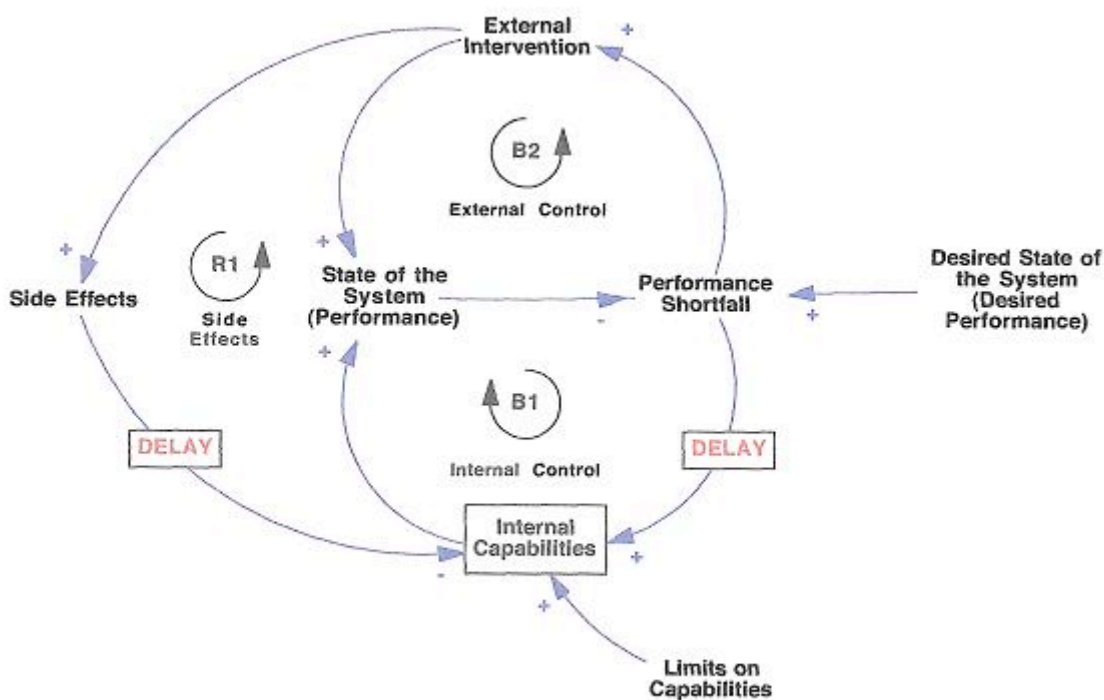 External
Intervention
+
B2
External Control
+
R1
Side
Effects
+
Side Effects
State of the
System
(Performance)
+
-
Performance
Shortfall
+
Desired State of
the System
(Desired
Performance)
B1
Internal Control
DELAY
DELAY
Internal
Capabilities
-
+
+
Limits on
Capabilities